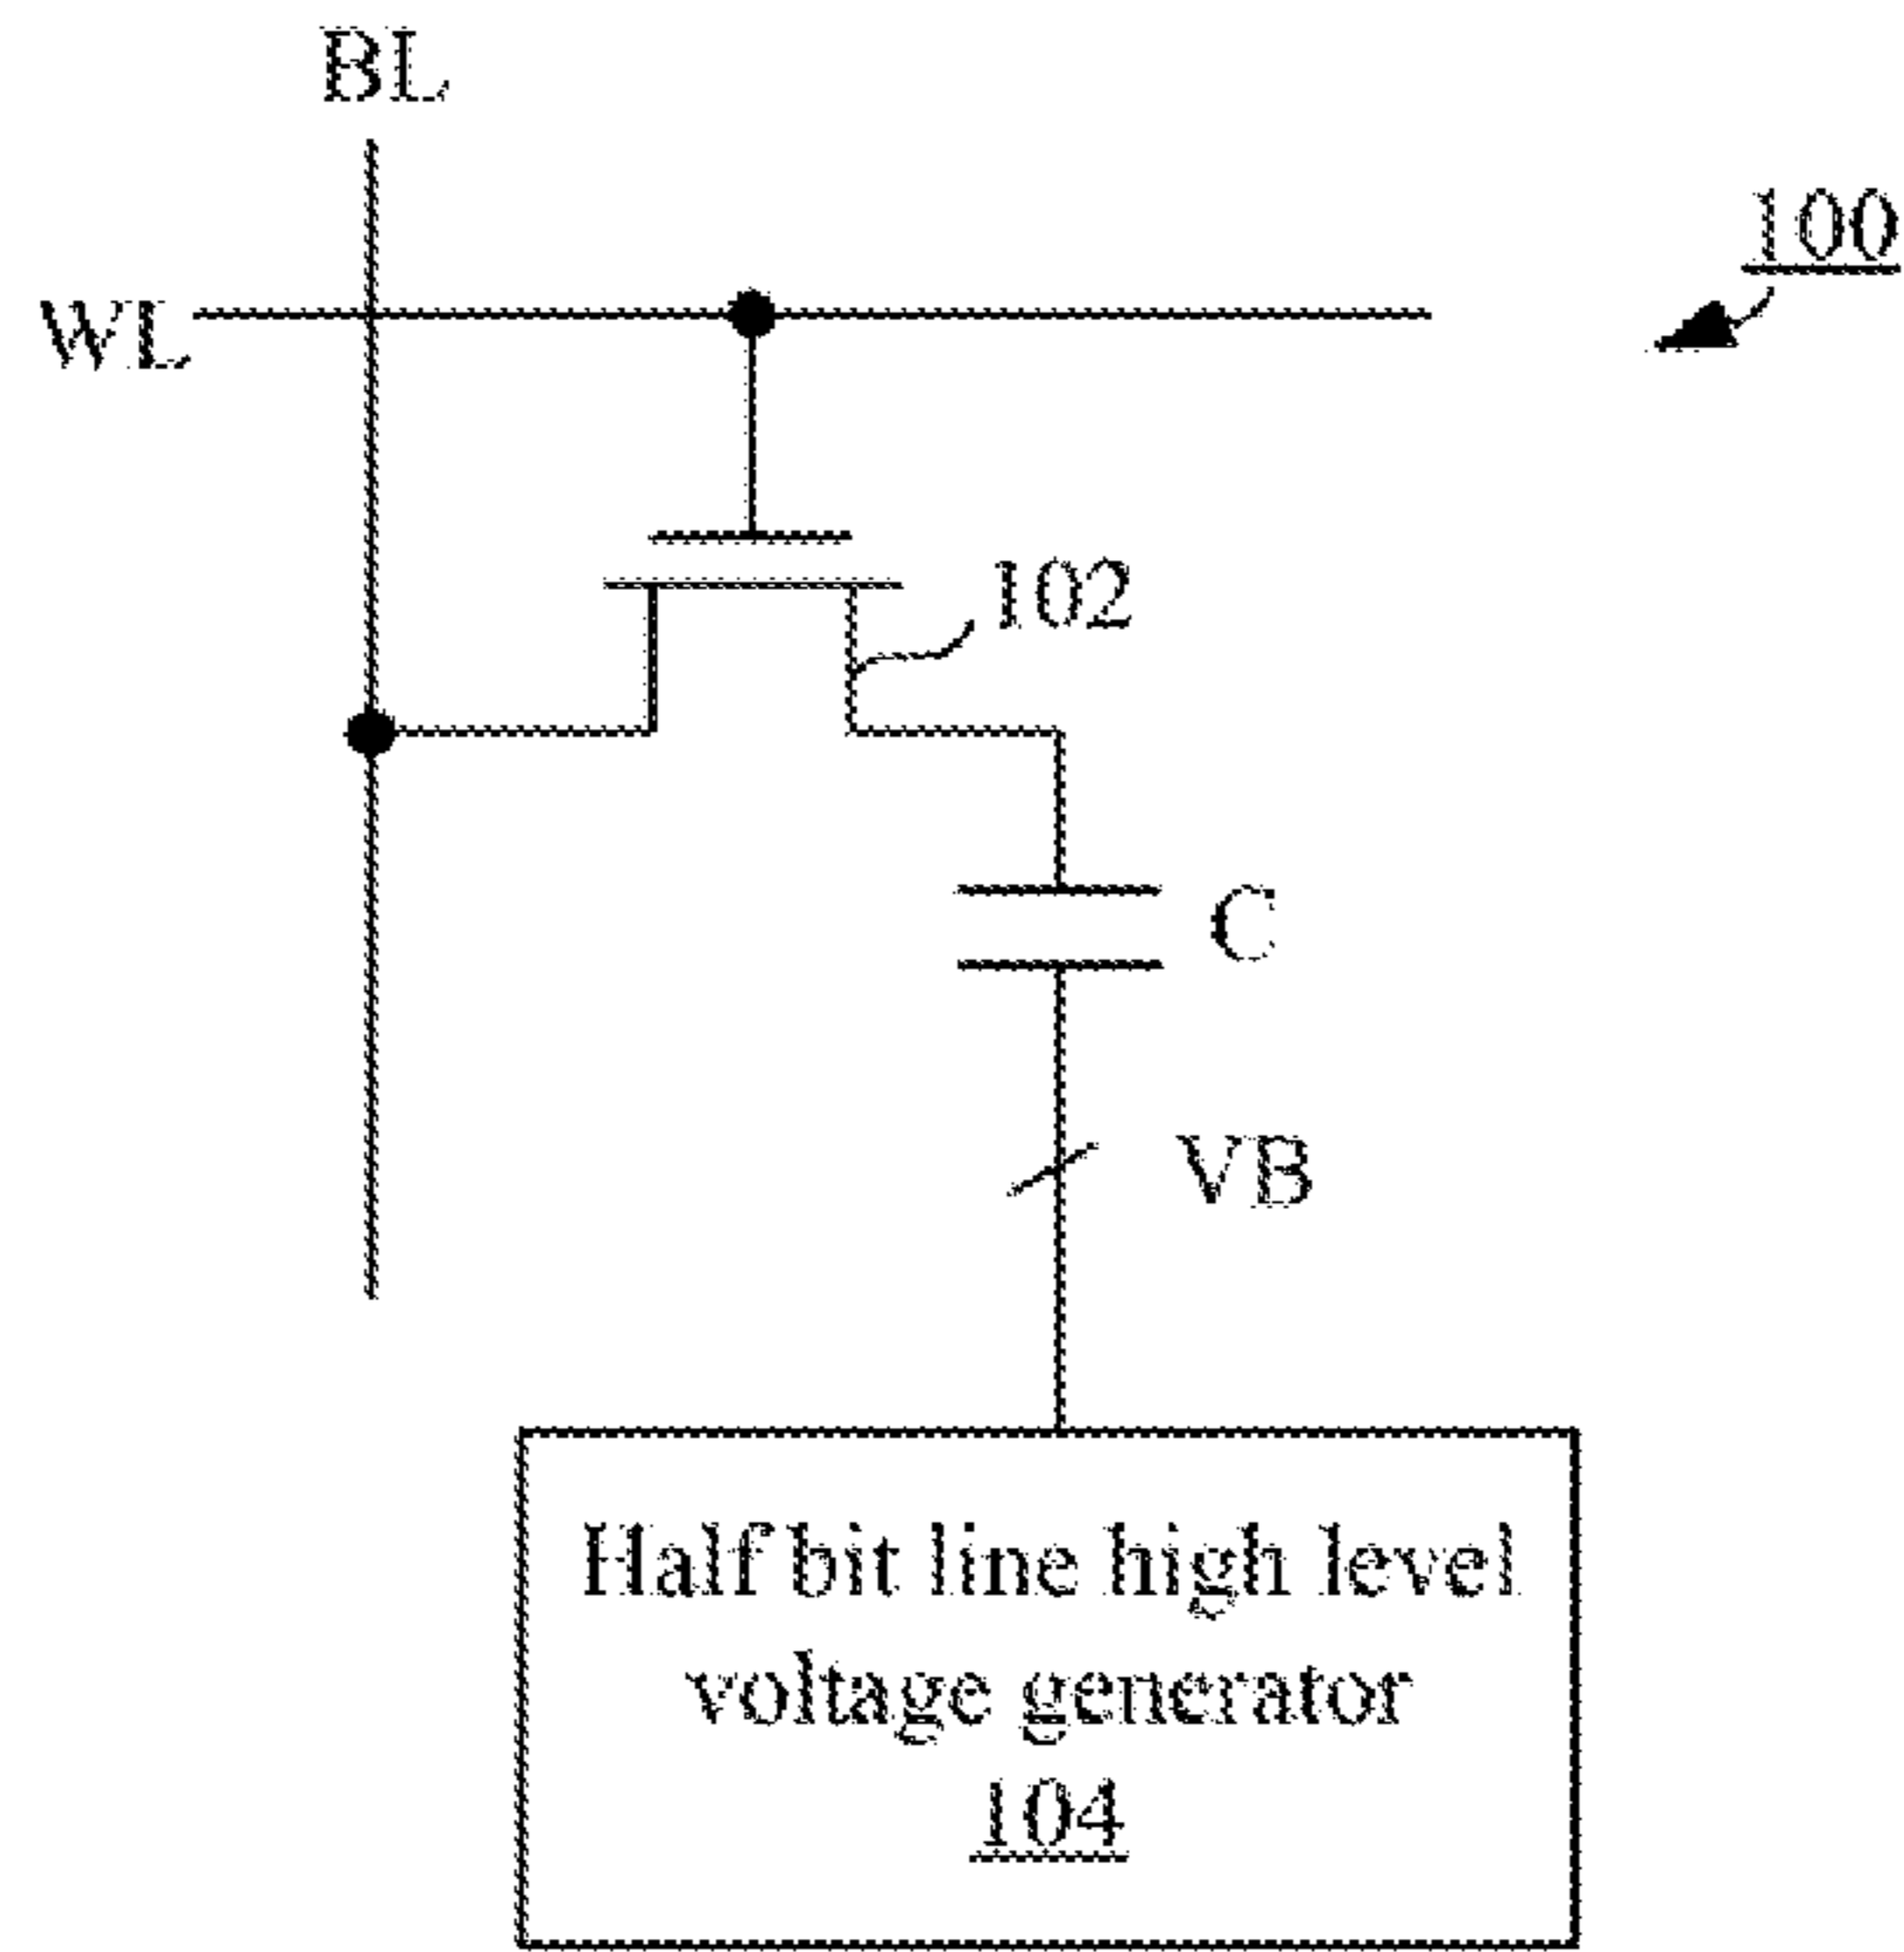 BL
100
WL
102
C
VB
Half bit line high level
voltage generator
104